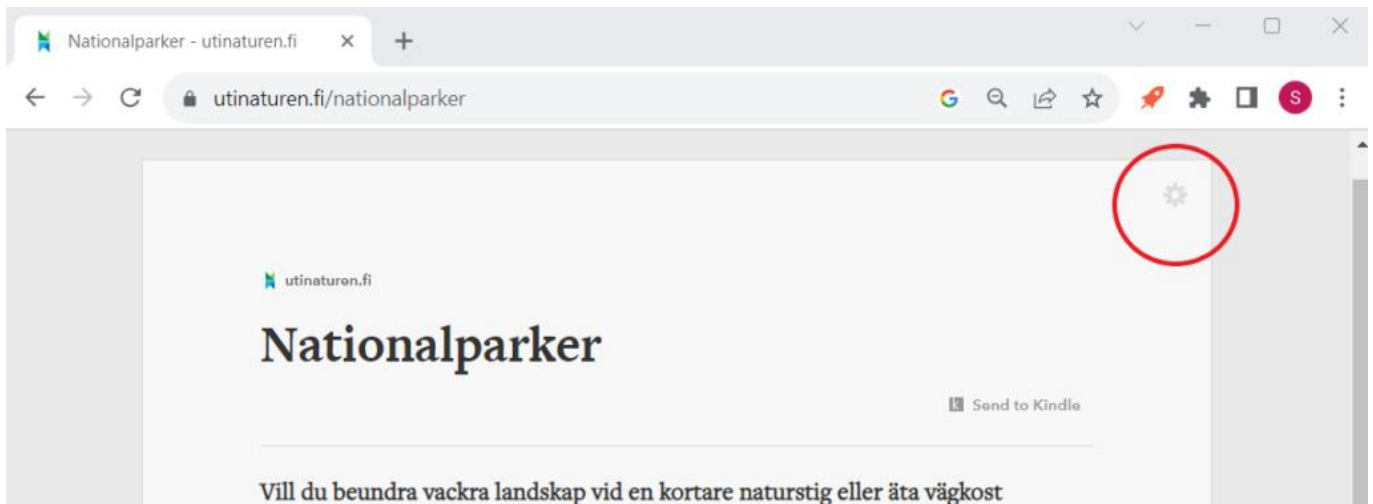 Nationalparker - utinaturen.fi
utinaturen.fi/nationalparker
S
utinaturen.fi
Nationalparker
k Send to Kindle
Vill du beundra vackra landskap vid en kortare naturstig eller äta vägkost